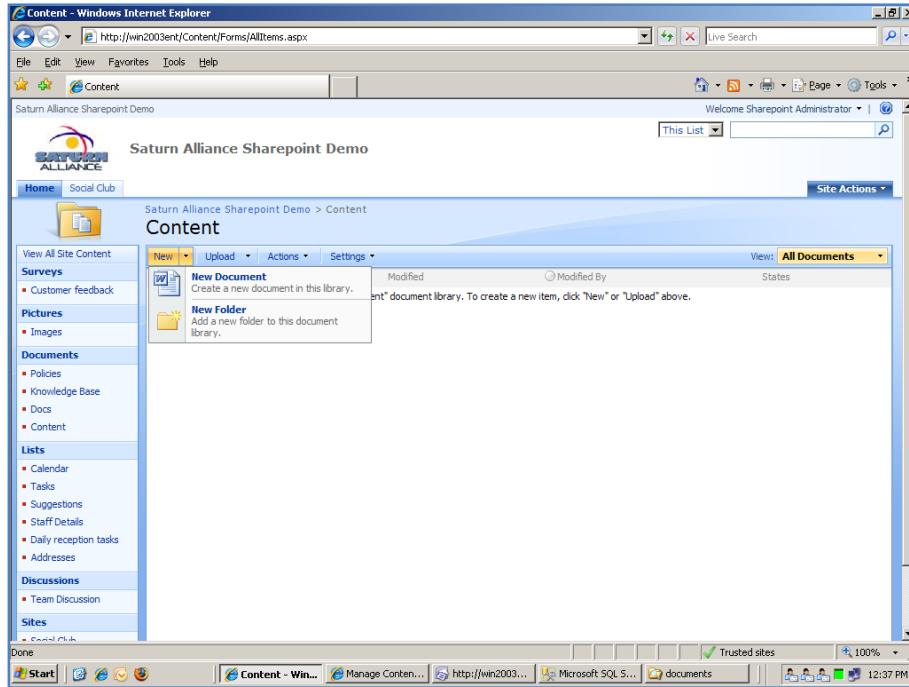 Content - Windows Internet Explorer
http://win2003ent/Content/Forms/AllItems.aspx
Live Search
File Edit View Favorites Tools Help
Content
Page Tools
Saturn Alliance Sharepoint Demo
Welcome Sharepoint Administrator
This List
SATURN
ALLIANCE
Saturn Alliance Sharepoint Demo
Home Social Club
Site Actions
Saturn Alliance Sharepoint Demo > Content
Content
View All Site Content
New Upload Actions Settings
View: All Documents
Modified Modified By States
New Document
Create a new document in this library.
New Folder
Add a new folder to this document
library.
ent" document library. To create a new item, click "New" or "Upload" above.
Surveys
Customer feedback
Pictures
Images
Documents
Policies
Knowledge Base
Docs
Content
Lists
Calendar
Tasks
Suggestions
Staff Details
Daily reception tasks
Addresses
Discussions
Team Discussion
Sites
Social Club
Done
Trusted sites
100%
Start
Content - Win...
Manage Conten...
http://win2003...
Microsoft SQL S...
documents
12:37 PM